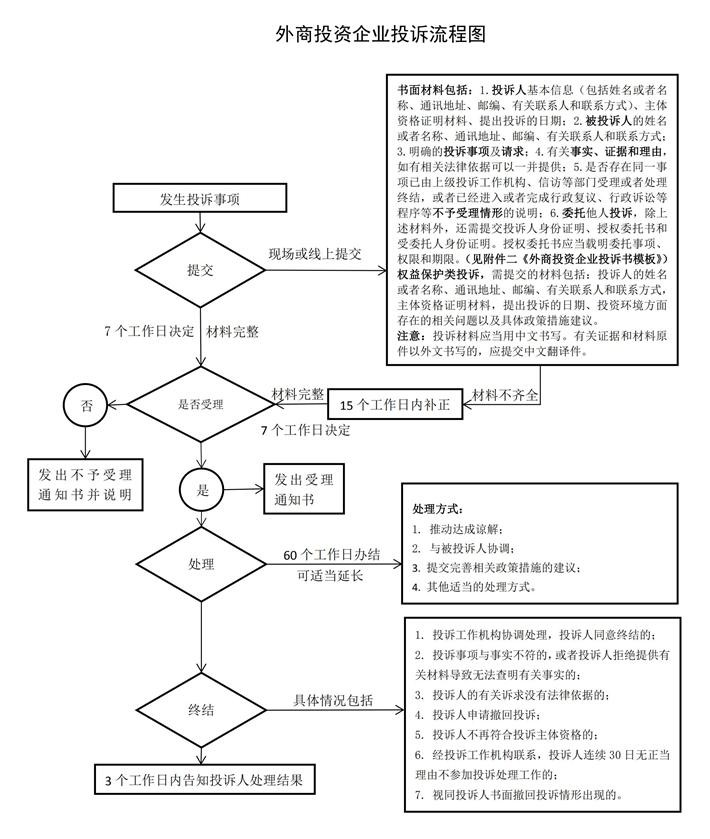 外商投资企业投诉流程图
书面材料包括：1.投诉人基本信息（包括姓名或者名
称、通讯地址、邮编、有关联系人和联系方式）、主体
资格证明材料、提出投诉的日期；2.被投诉人的姓名
或者名称、通讯地址、邮编、有关联系人和联系方式；
3.明确的投诉事项及请求；4.有关事实、证据和理由，
如有相关法律依据可以一并提供；5.是否存在同一事
项已由上级投诉工作机构、信访等部门受理或者处理
终结，或者已经进入或者完成行政复议、行政诉讼等
程序等不予受理情形的说明；6.委托他人投诉，除上
述材料外，还需提交投诉人身份证明、授权委托书和
受委托人身份证明。授权委托书应当载明委托事项、
权限和期限。（见附件二《外商投资企业投诉书模板》）
权益保护类投诉，需提交的材料包括：投诉人的姓名
或者名称、通讯地址、邮编、有关联系人和联系方式，
主体资格证明材料，提出投诉的日期、投资环境方面
存在的相关问题以及具体政策措施建议。
注意：投诉材料应当用中文书写。有关证据和材料原
件以外文书写的，应提交中文翻译件。
发生投诉事项
提交
现场或线上提交
7个工作日决定
材料完整
是否受理
材料完整
15个工作日内补正
材料不齐全
7个工作日决定
否
发出不予受理
通知书并说明
是
发出受理
通知书
处理
60个工作日办结
可适当延长
处理方式：
1. 推动达成谅解；
2. 与被投诉人协调；
3. 提交完善相关政策措施的建议；
4. 其他适当的处理方式。
终结
具体情况包括
1. 投诉工作机构协调处理，投诉人同意终结的；
2. 投诉事项与事实不符的，或者投诉人拒绝提供有
关材料导致无法查明有关事实的；
3. 投诉人的有关诉求没有法律依据的；
4. 投诉人申请撤回投诉；
5. 投诉人不再符合投诉主体资格的；
6. 经投诉工作机构联系，投诉人连续30日无正当
理由不参加投诉处理工作的；
7. 视同投诉人书面撤回投诉情形出现的。
3个工作日内告知投诉人处理结果